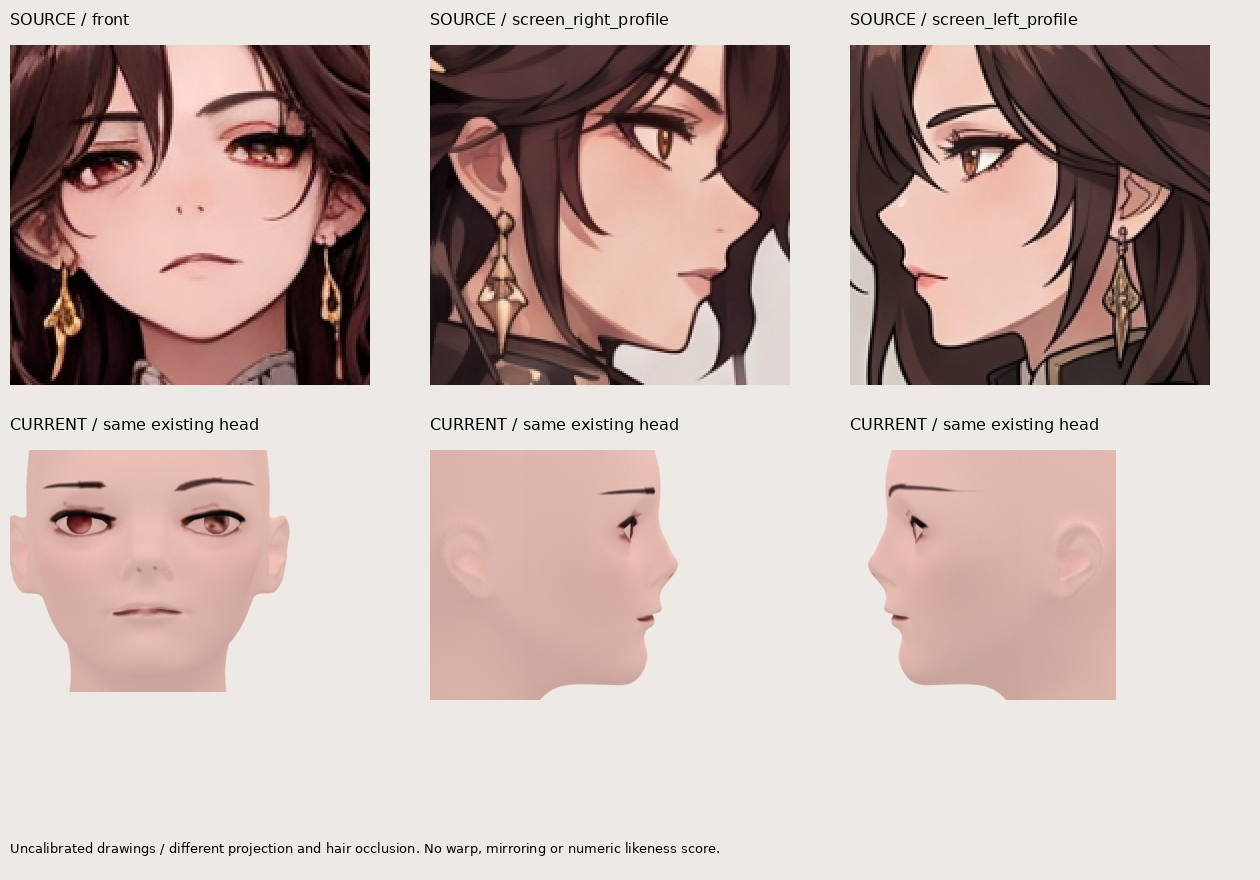 SOURCE / front
SOURCE / screen_right_profile
SOURCE / screen_left_profile
CURRENT / same existing head
CURRENT / same existing head
CURRENT / same existing head
Uncalibrated drawings / different projection and hair occlusion. No warp, mirroring or numeric likeness score.